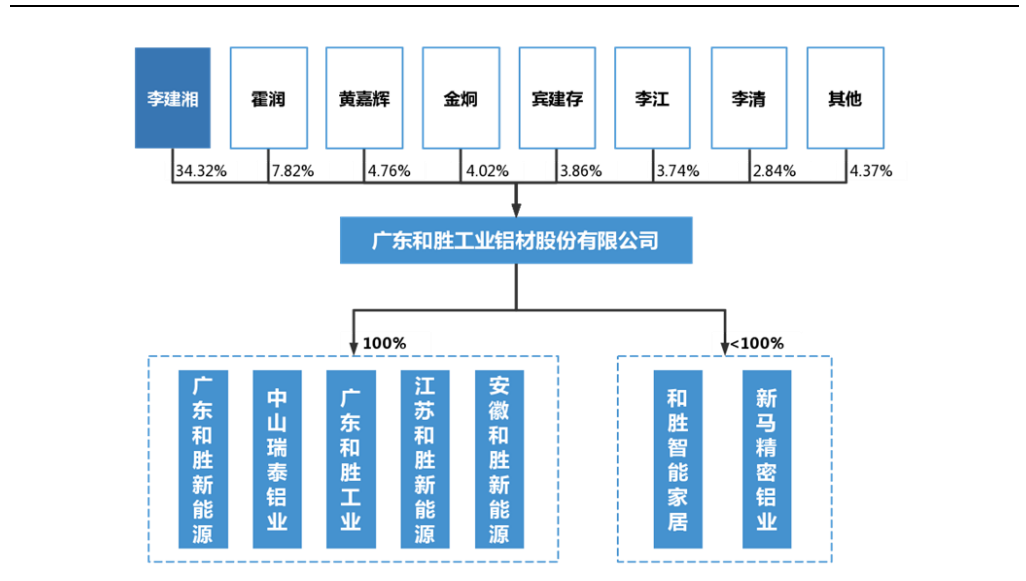 李建湘
霍润
黄嘉辉
金炯
宾建存
李江
李清
其他
34.32%
7.82%
4.76%
4.02%
3.86%
3.74%
2.84%
4.37%
广东和胜工业铝材股份有限公司
100%
<100%
广东和胜新能源
中山瑞泰铝业
广东和胜工业
江苏和胜新能源
安徽和胜新能源
和胜智能家居
新马精密铝业